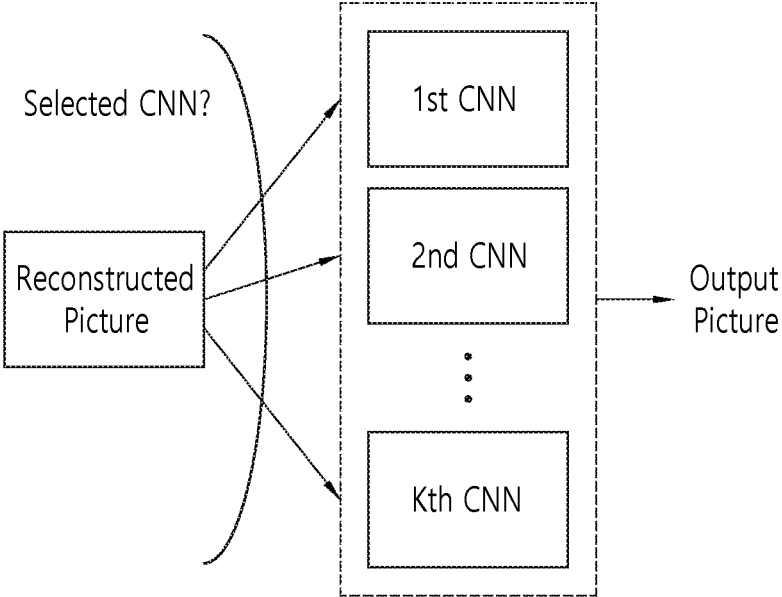 Selected CNN?
Reconstructed
Picture
1st CNN
2nd CNN
Kth CNN
Output
Picture